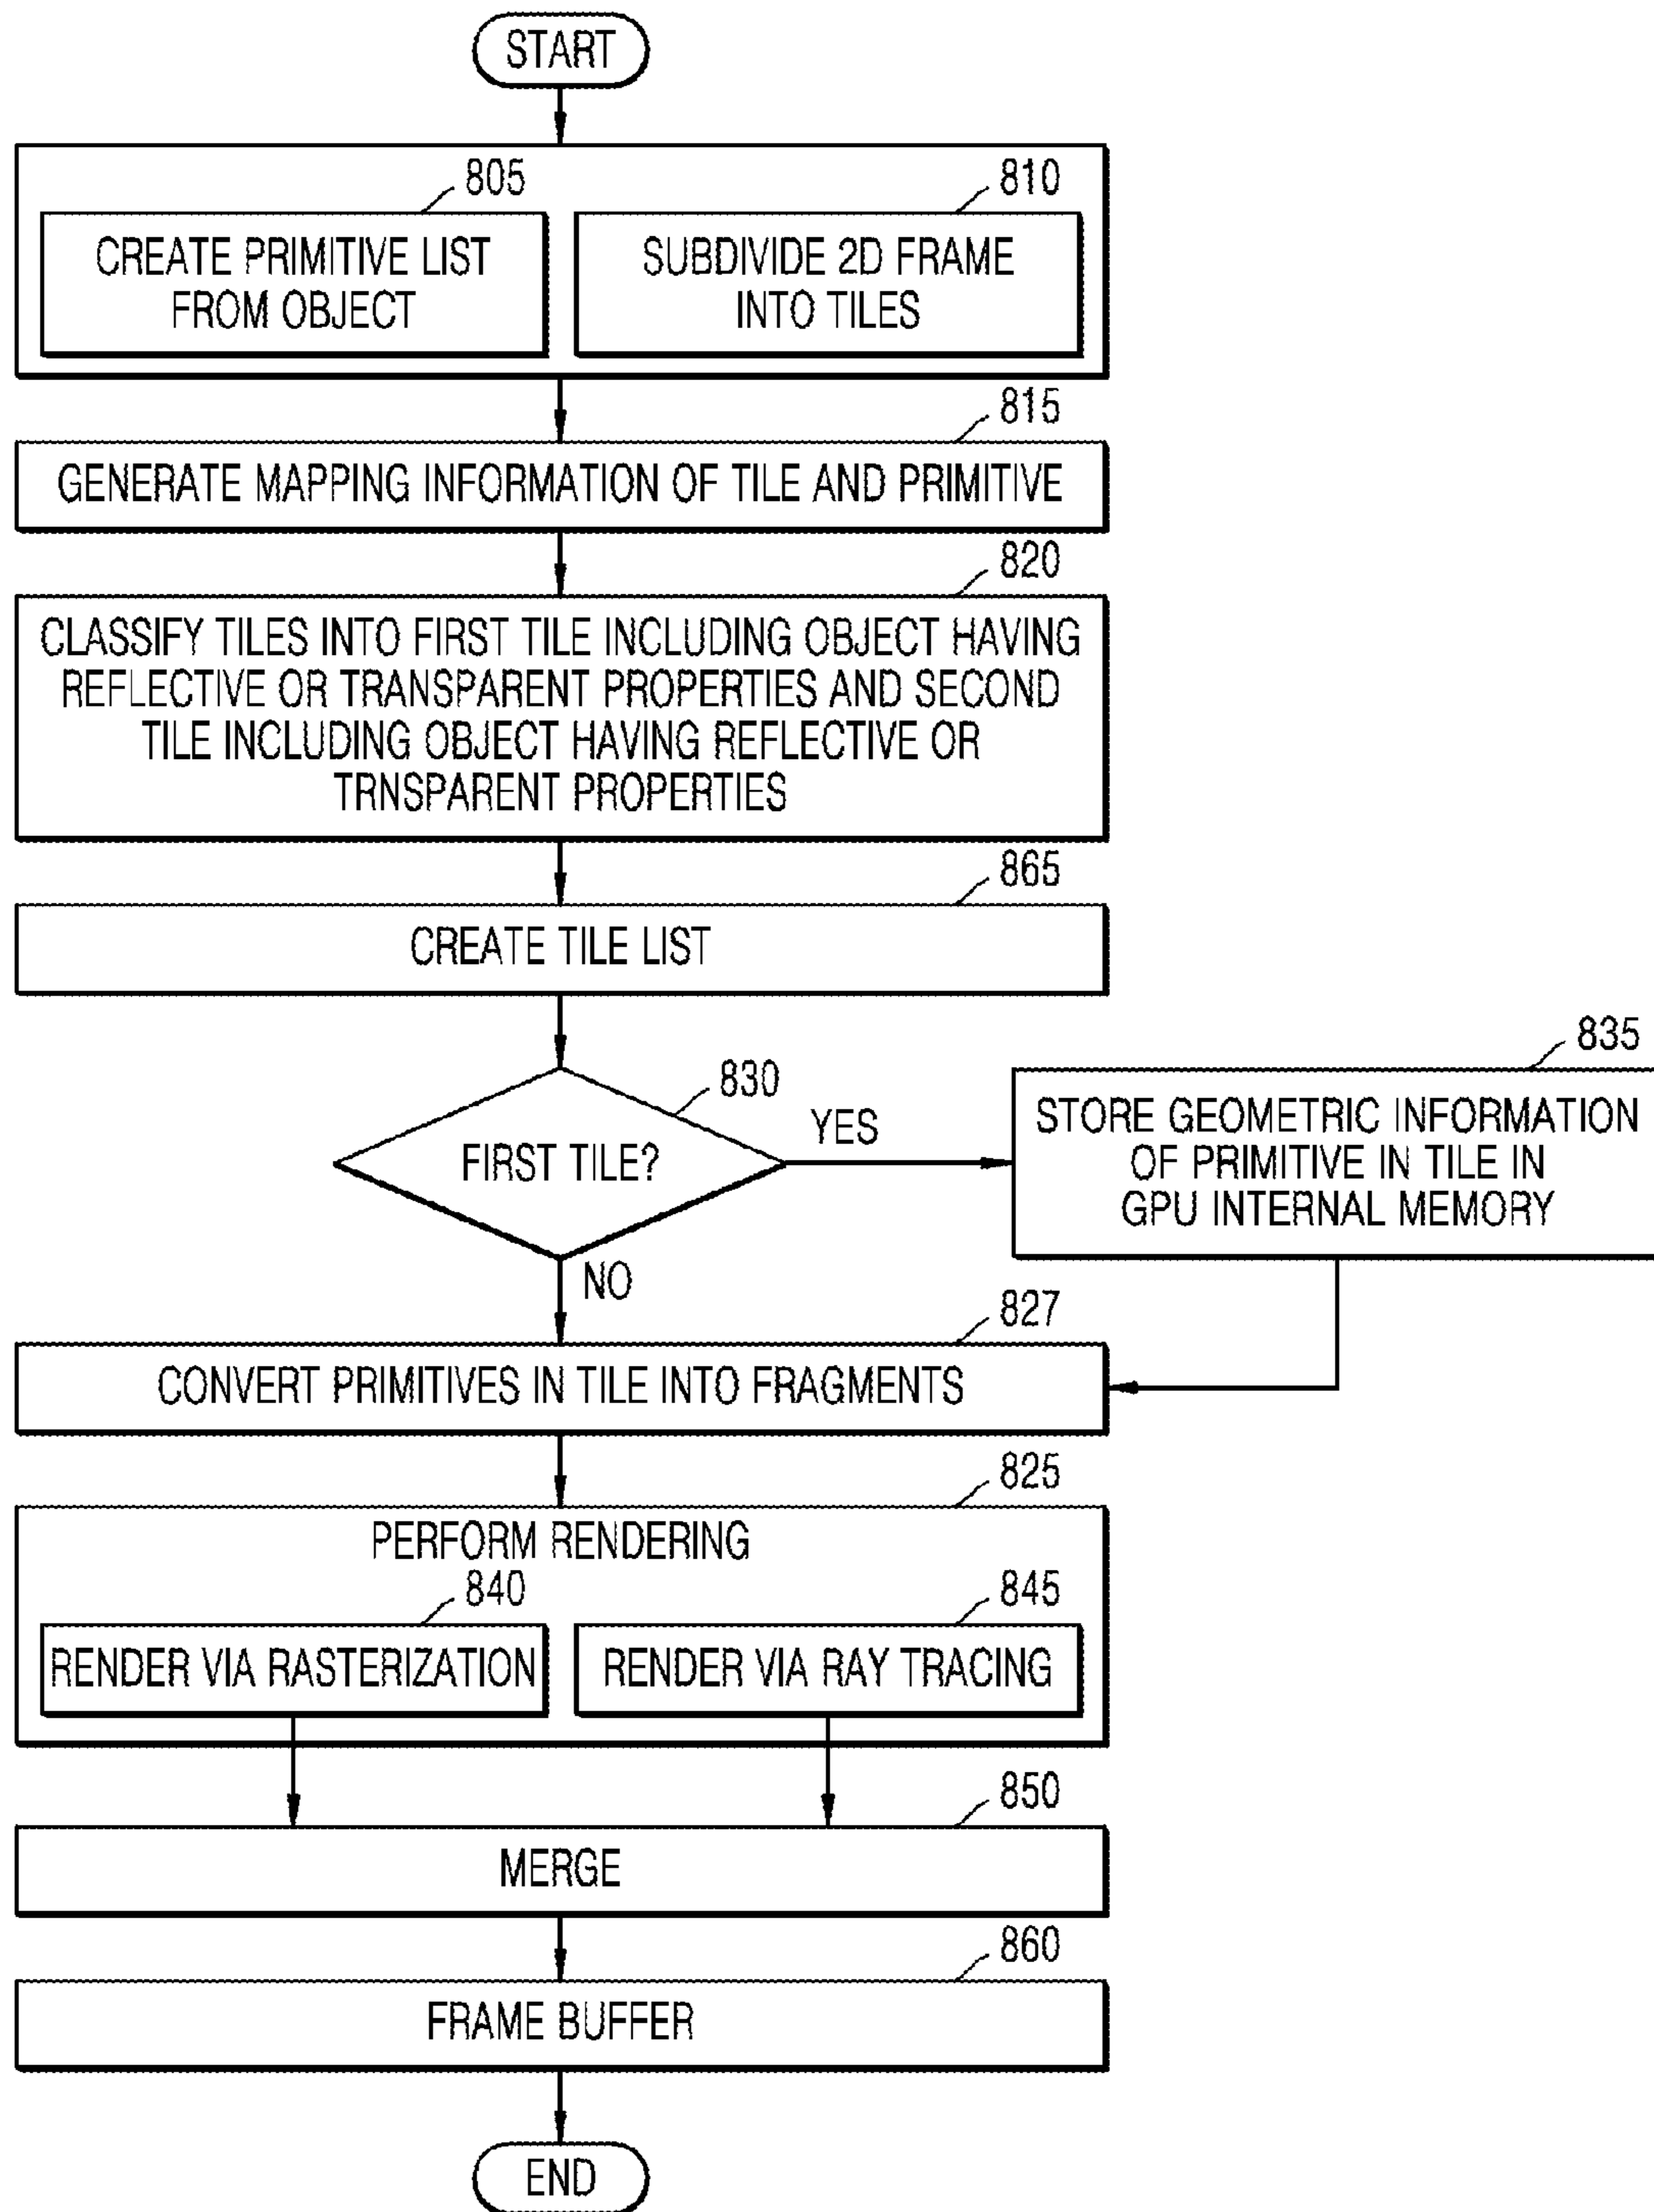 START
805
CREATE PRIMITIVE LIST
FROM OBJECT
810
SUBDIVIDE 2D FRAME
INTO TILES
815
GENERATE MAPPING INFORMATION OF TILE AND PRIMITIVE
820
CLASSIFY TILES INTO FIRST TILE INCLUDING OBJECT HAVING
REFLECTIVE OR TRANSPARENT PROPERTIES AND SECOND
TILE INCLUDING OBJECT HAVING REFLECTIVE OR
TRNSPARENT PROPERTIES
865
CREATE TILE LIST
830
FIRST TILE?
YES
835
STORE GEOMETRIC INFORMATION
OF PRIMITIVE IN TILE IN
GPU INTERNAL MEMORY
NO
827
CONVERT PRIMITIVES IN TILE INTO FRAGMENTS
825
PERFORM RENDERING
840
RENDER VIA RASTERIZATION
845
RENDER VIA RAY TRACING
850
MERGE
860
FRAME BUFFER
END